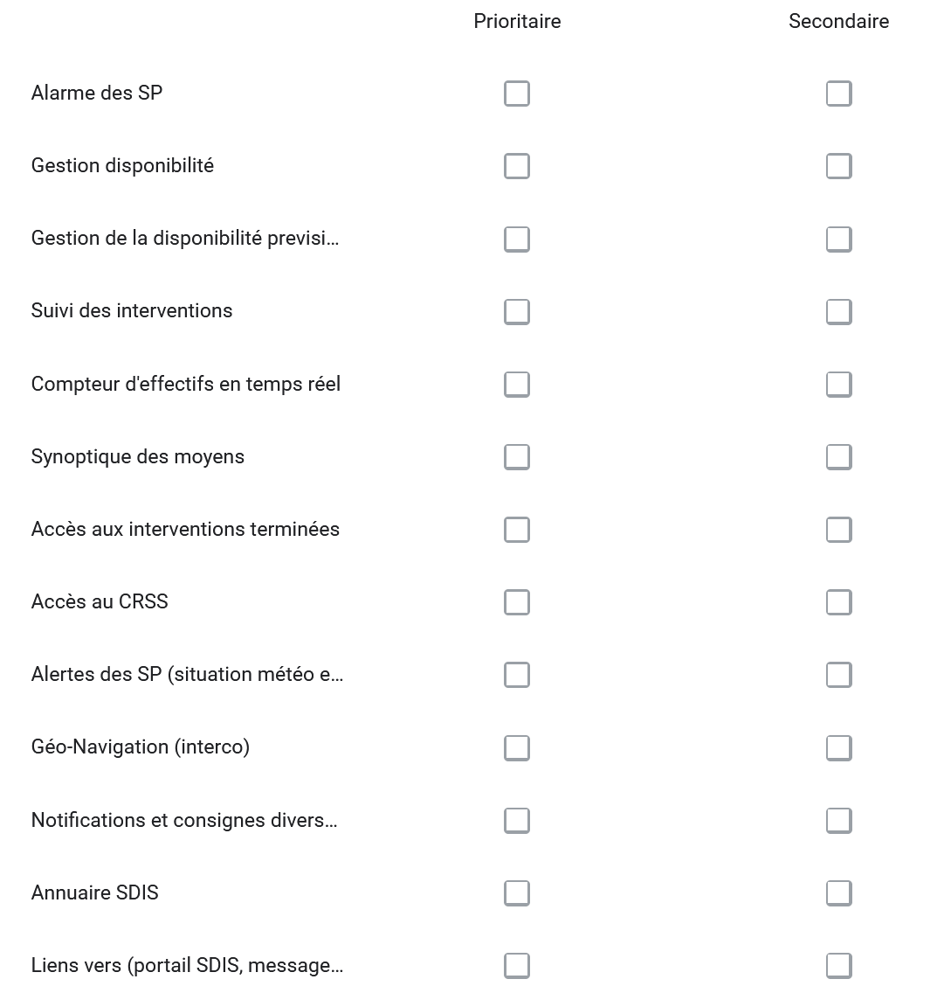 Prioritaire Secondaire
Alarme des SP
Gestion disponibilité
Gestion de la disponibilité previsi...
Suivi des interventions
Compteur d'effectifs en temps réel
Synoptique des moyens
Accès aux interventions terminées
Accès au CRSS
Alertes des SP (situation météo e...
Géo-Navigation (interco)
Notifications et consignes divers...
Annuaire SDIS
Liens vers (portail SDIS, message...